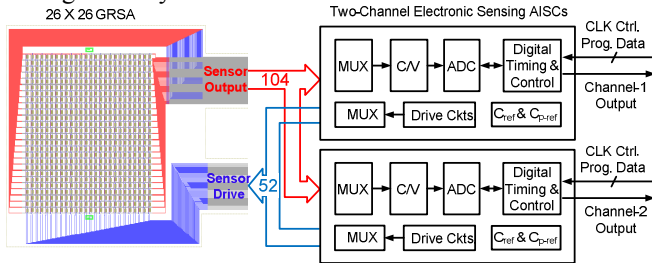 26 X 26 GRSA
Two-Channel Electronic Sensing AISCs
Sensor
Output
104
52
Sensor
Drive
MUX
C/V
ADC
Digital
Timing &
Control
MUX
Drive Ckts
Cref & Cp-ref
CLK Ctrl.
Prog. Data
Channel-1
Output
MUX
C/V
ADC
Digital
Timing &
Control
MUX
Drive Ckts
Cref & Cp-ref
CLK Ctrl.
Prog. Data
Channel-2
Output